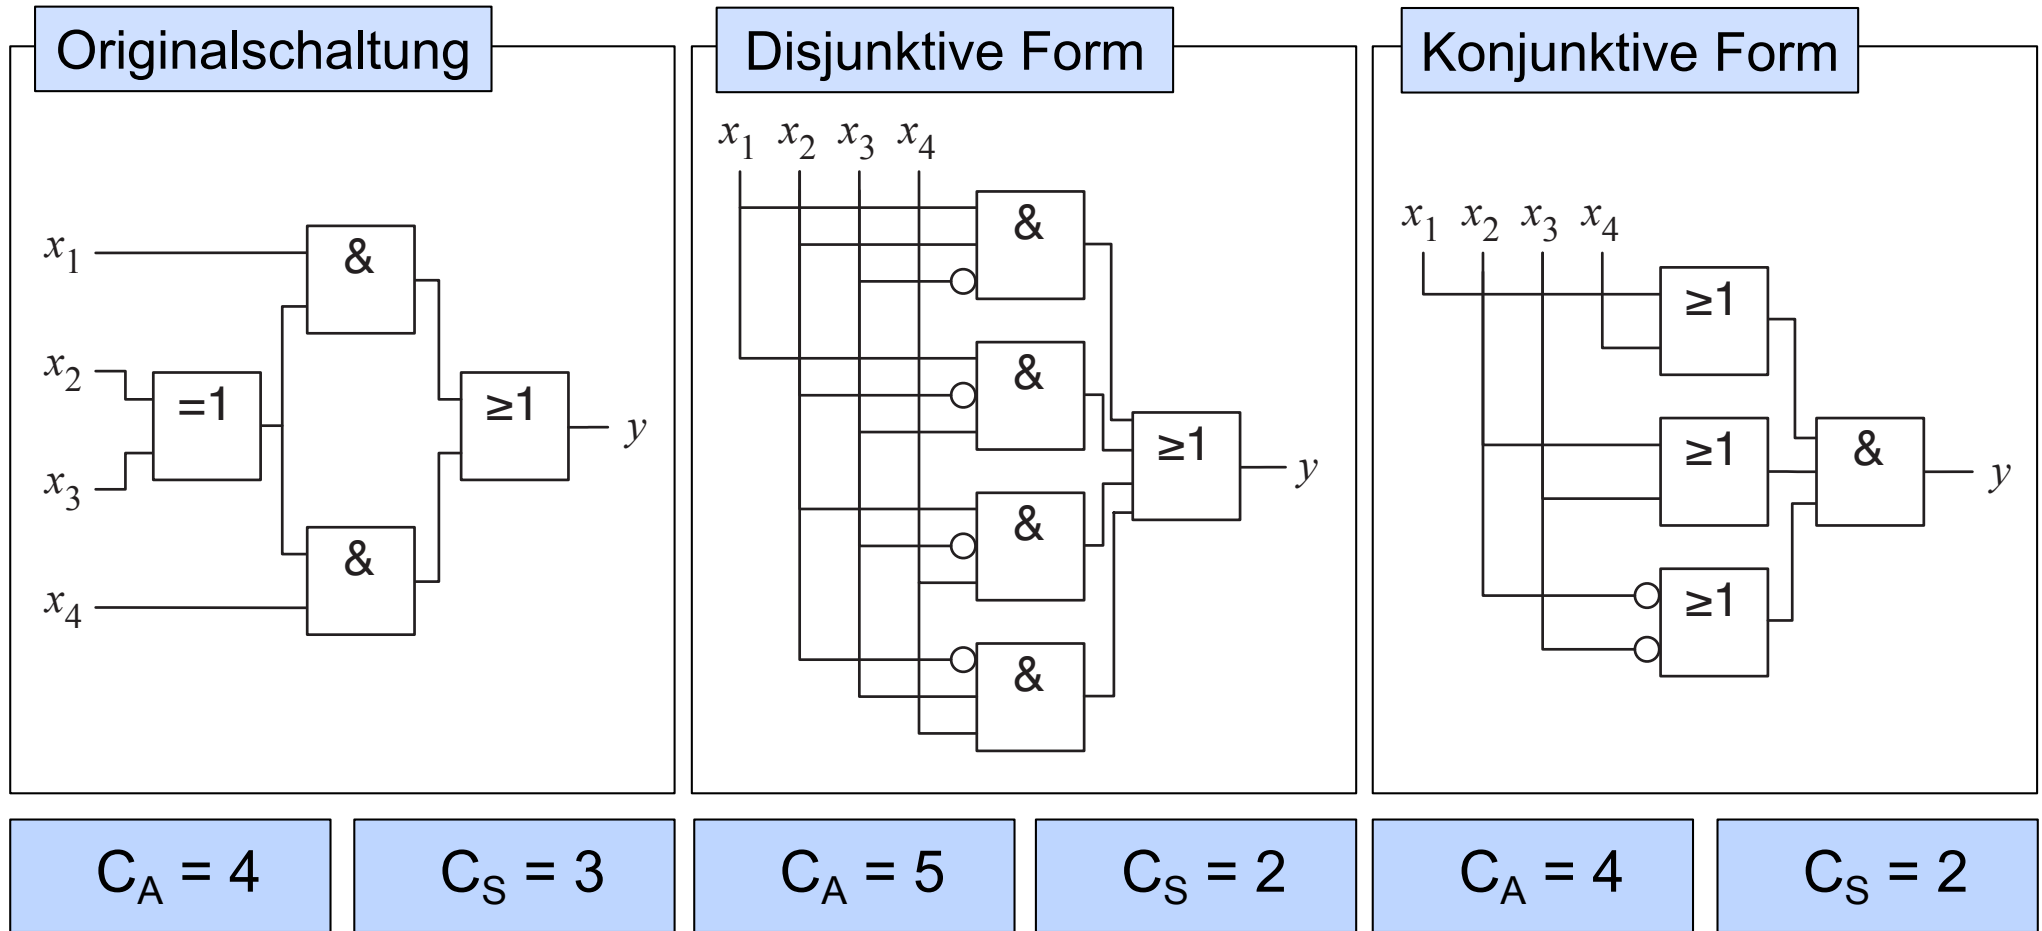 Originalschaltung
x1
x2
x3
x4
=1
&
&
≥1
y
CA = 4
CS = 3
Disjunktive Form
x1 x2 x3 x4
&
&
&
&
≥1
y
CA = 5
CS = 2
Konjunktive Form
x1 x2 x3 x4
≥1
≥1
≥1
&
y
CA = 4
CS = 2